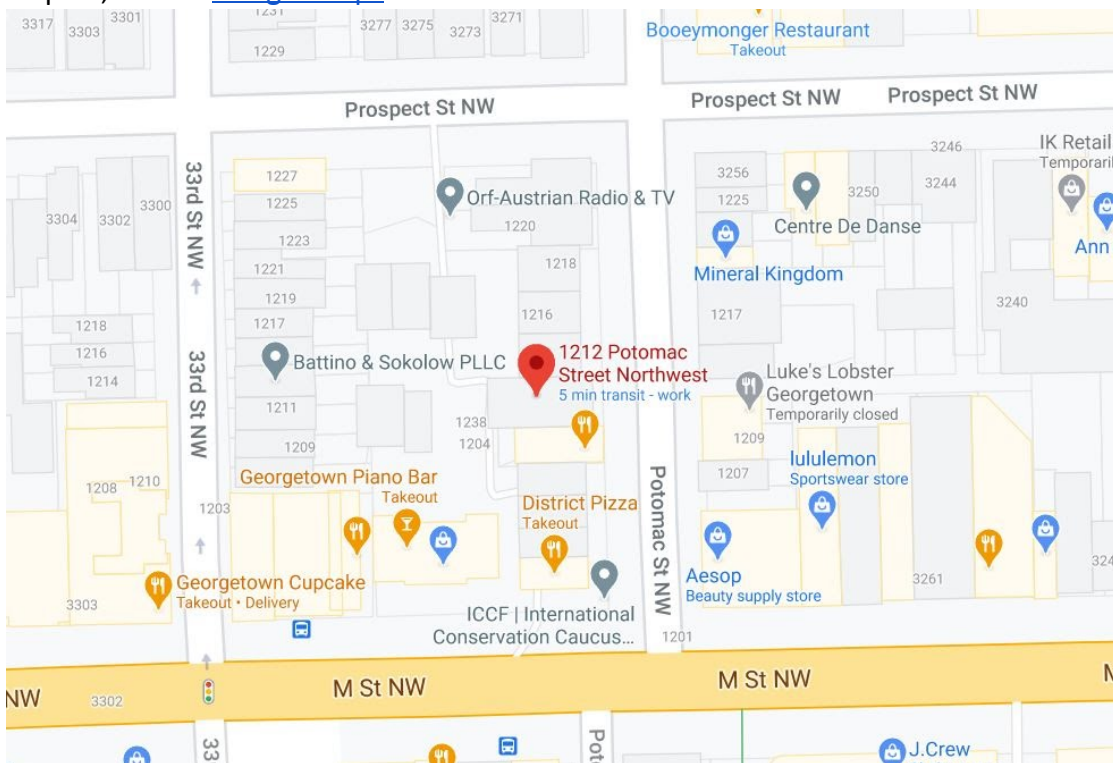 3317
3303
3301
1231
1229
3277
3275
3273
3271
Booeymonger Restaurant
Takeout
Prospect St NW
Prospect St NW
Prospect St NW
33rd St NW
3304
3302
3300
1227
1225
1223
1221
1219
1217
Orf-Austrian Radio & TV
1220
1218
1216
3256
1225
3250
3246
3244
IK Retail
Temporaril
Centre De Danse
Ann
Mineral Kingdom
1217
3240
1218
1216
1214
33rd St NW
Battino & Sokolow PLLC
1211
1209
1212 Potomac
Street Northwest
5 min transit - work
1238
1204
Luke's Lobster
Georgetown
Temporarily closed
1209
1207
lululemon
Sportswear store
Georgetown Piano Bar
Takeout
District Pizza
Takeout
Potomac St NW
1208
1210
1203
Aesop
Beauty supply store
3261
324
Georgetown Cupcake
Takeout • Delivery
3303
ICCF | International
Conservation Caucus...
1201
NW
3302
M St NW
M St NW
33
Poto
J.Crew